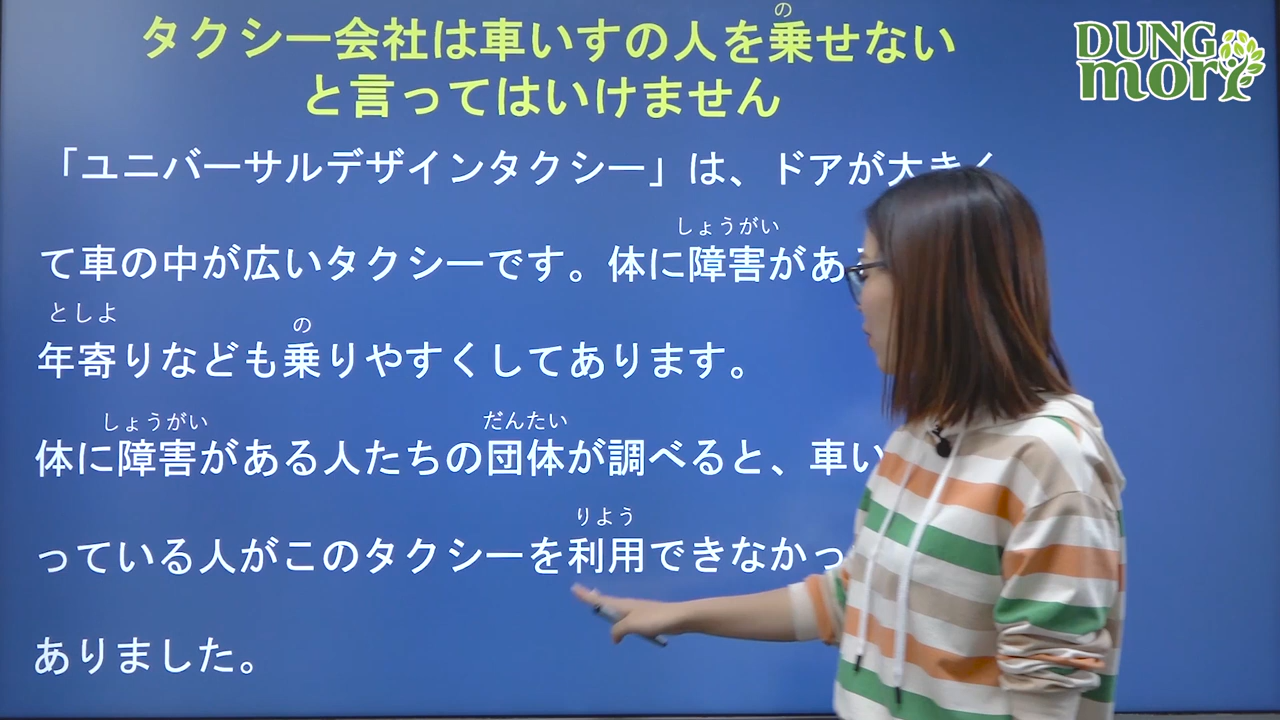 の
タクシー会社は車いすの人を乗せない
と言ってはいけません
DUNG
mori
「ユニバーサルデザインタクシー」は、ドアが大きく
しょうがい
て車の中が広いタクシーです。体に障害がある
としよ の
年寄りなども乗りやすくしてあります。
しょうがい だんたい
体に障害がある人たちの団体が調べると、車い
りよう
っている人がこのタクシーを利用できなかっ
ありました。